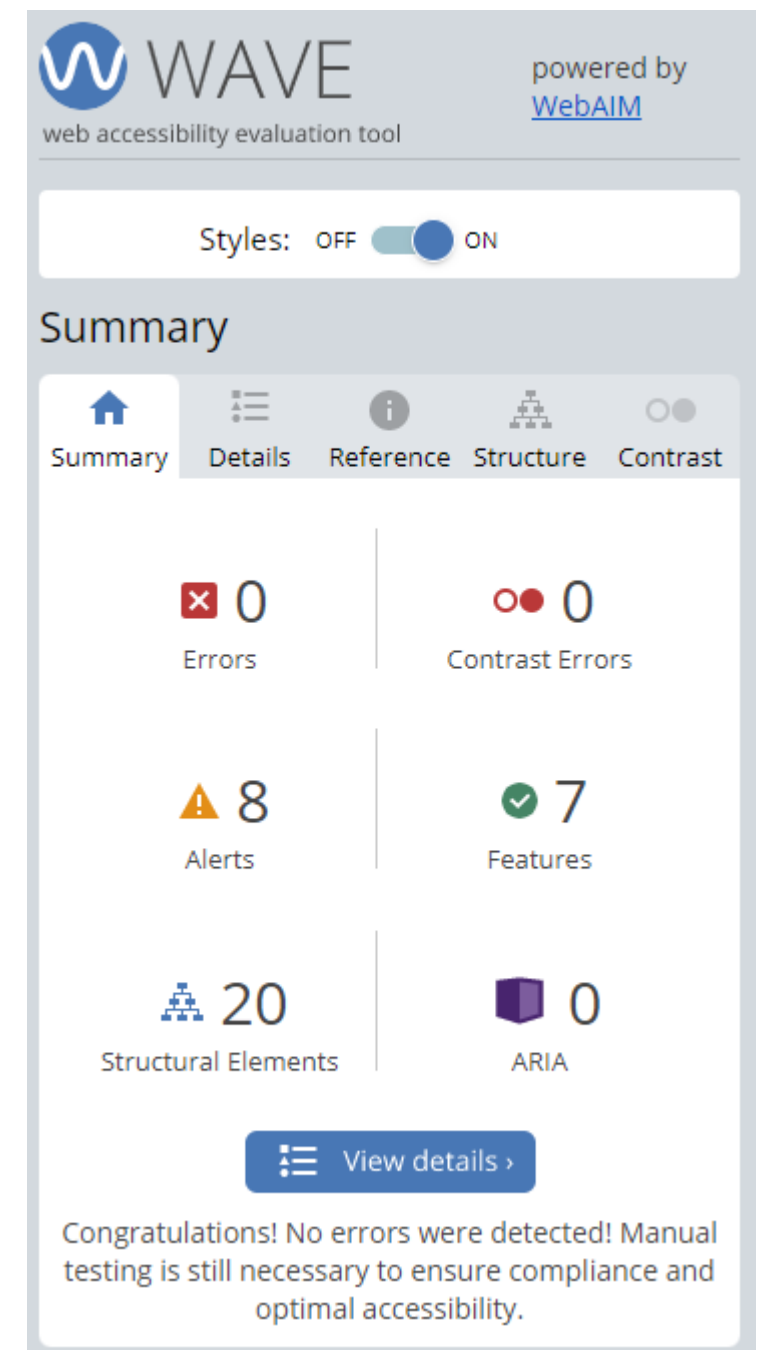 WAVE
powered by
WebAIM
web accessibility evaluation tool
Styles: OFF ON
Summary
Summary Details Reference Structure Contrast
0 0
Errors Contrast Errors
8 7
Alerts Features
20 0
Structural Elements ARIA
View details ›
Congratulations! No errors were detected! Manual
testing is still necessary to ensure compliance and
optimal accessibility.